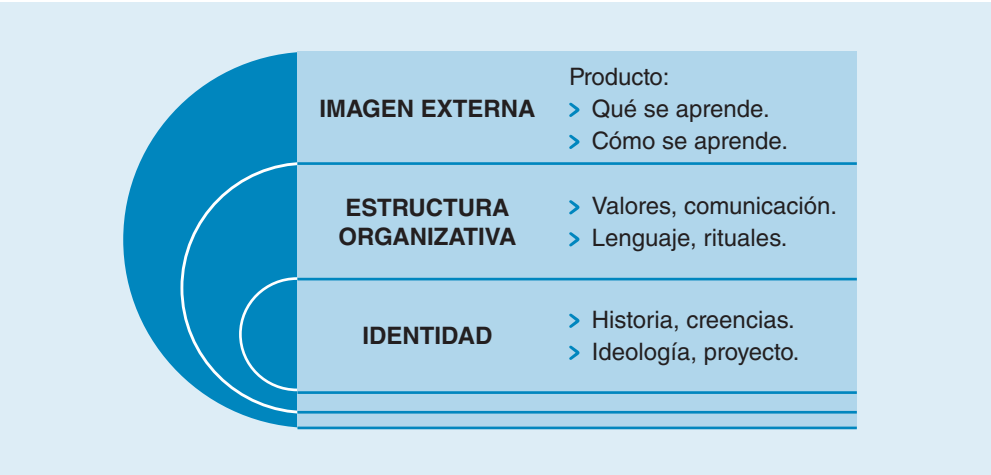 IMAGEN EXTERNA
Producto:
> Qué se aprende.
> Cómo se aprende.
ESTRUCTURA
ORGANIZATIVA
> Valores, comunicación.
> Lenguaje, rituales.
IDENTIDAD
> Historia, creencias.
> Ideología, proyecto.